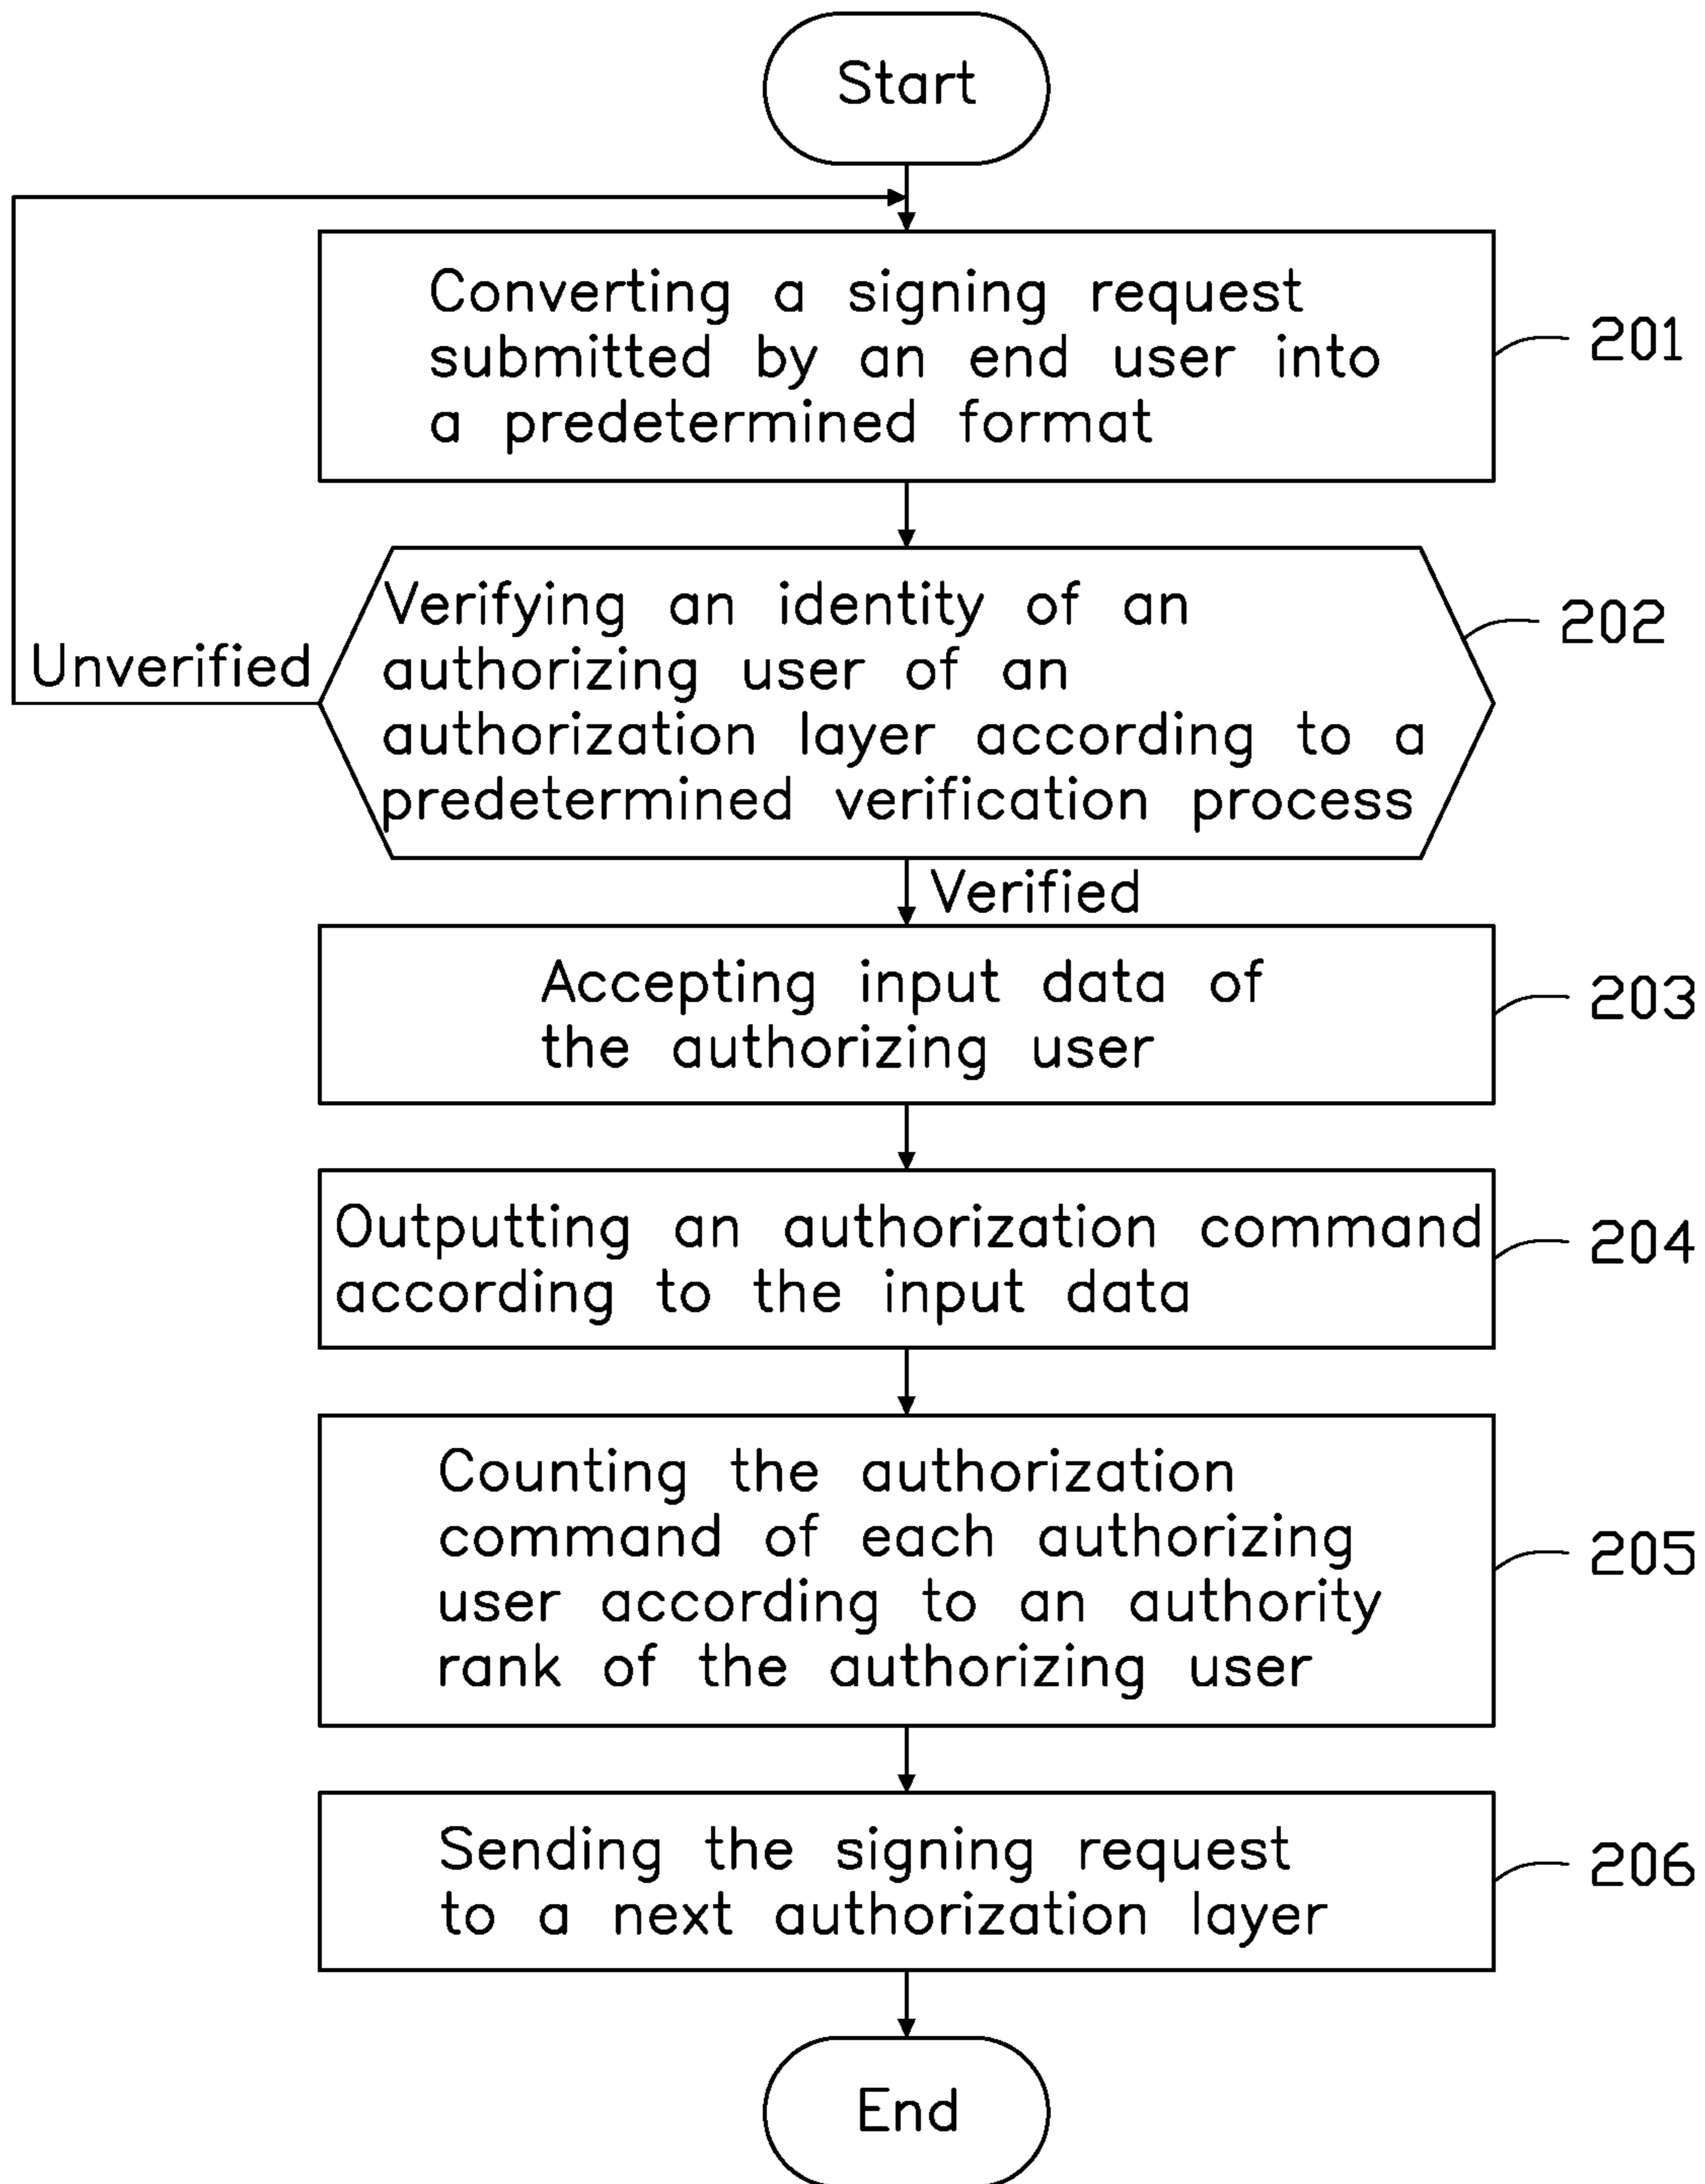 Start
Converting a signing request
submitted by an end user into
a predetermined format
201
Verifying an identity of an
authorizing user of an
authorization layer according to a
predetermined verification process
202
Unverified
Verified
Accepting input data of
the authorizing user
203
Outputting an authorization command
according to the input data
204
Counting the authorization
command of each authorizing
user according to an authority
rank of the authorizing user
205
Sending the signing request
to a next authorization layer
206
End